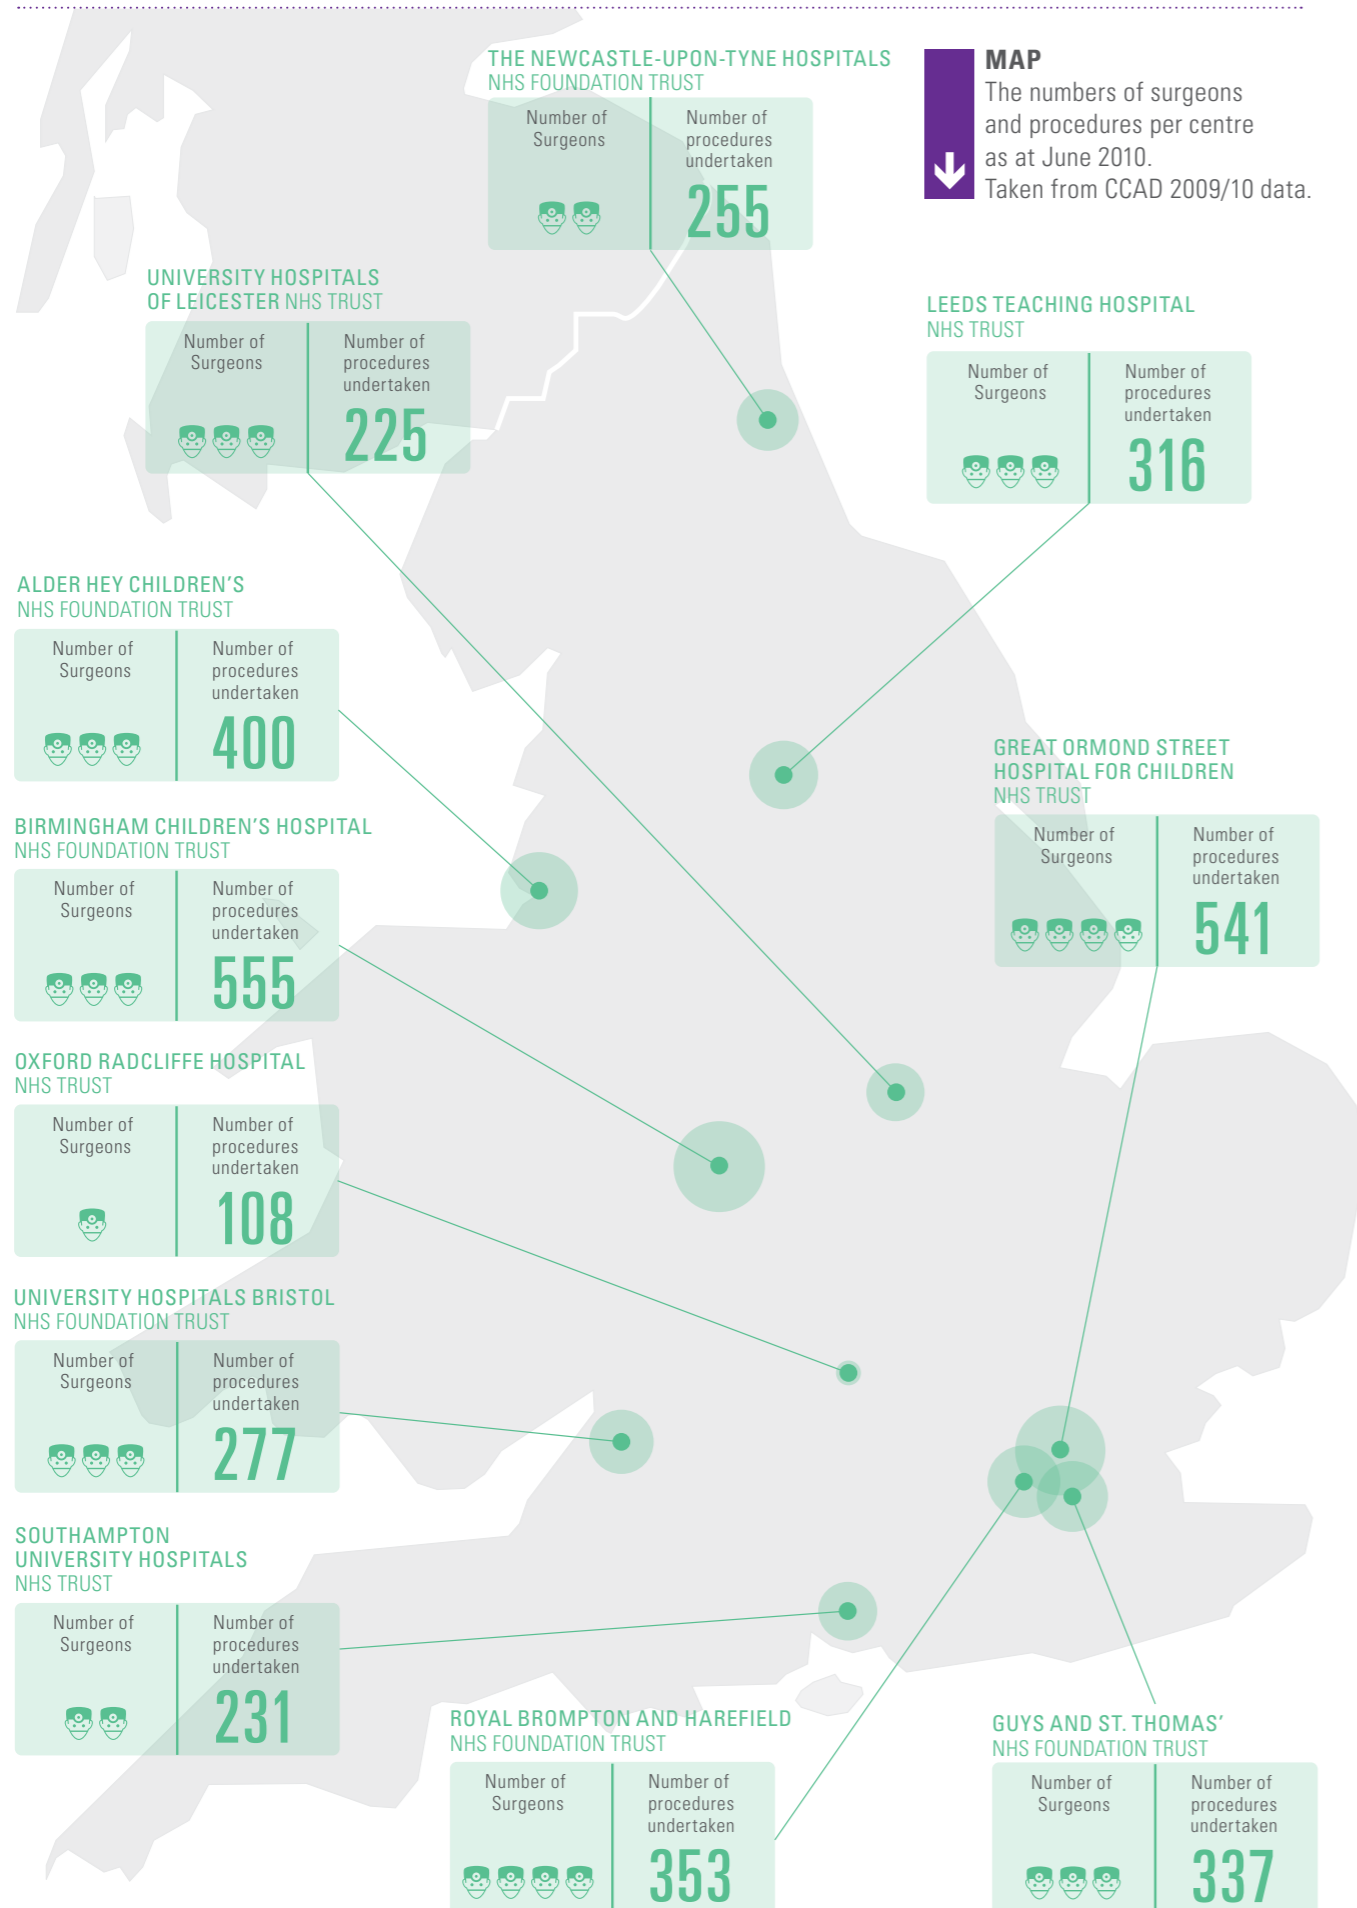 THE NEWCASTLE-UPON-TYNE HOSPITALS
NHS FOUNDATION TRUST
Number of
Surgeons
Number of
procedures
undertaken
255
MAP
The numbers of surgeons
and procedures per centre
as at June 2010.
Taken from CCAD 2009/10 data.
UNIVERSITY HOSPITALS
OF LEICESTER NHS TRUST
Number of
Surgeons
Number of
procedures
undertaken
225
LEEDS TEACHING HOSPITAL
NHS TRUST
Number of
Surgeons
Number of
procedures
undertaken
316
ALDER HEY CHILDREN'S
NHS FOUNDATION TRUST
Number of
Surgeons
Number of
procedures
undertaken
400
GREAT ORMOND STREET
HOSPITAL FOR CHILDREN
NHS TRUST
Number of
Surgeons
Number of
procedures
undertaken
541
BIRMINGHAM CHILDREN'S HOSPITAL
NHS FOUNDATION TRUST
Number of
Surgeons
Number of
procedures
undertaken
555
OXFORD RADCLIFFE HOSPITAL
NHS TRUST
Number of
Surgeons
Number of
procedures
undertaken
108
UNIVERSITY HOSPITALS BRISTOL
NHS FOUNDATION TRUST
Number of
Surgeons
Number of
procedures
undertaken
277
SOUTHAMPTON
UNIVERSITY HOSPITALS
NHS TRUST
Number of
Surgeons
Number of
procedures
undertaken
231
ROYAL BROMPTON AND HAREFIELD
NHS FOUNDATION TRUST
Number of
Surgeons
Number of
procedures
undertaken
353
GUYS AND ST. THOMAS'
NHS FOUNDATION TRUST
Number of
Surgeons
Number of
procedures
undertaken
337